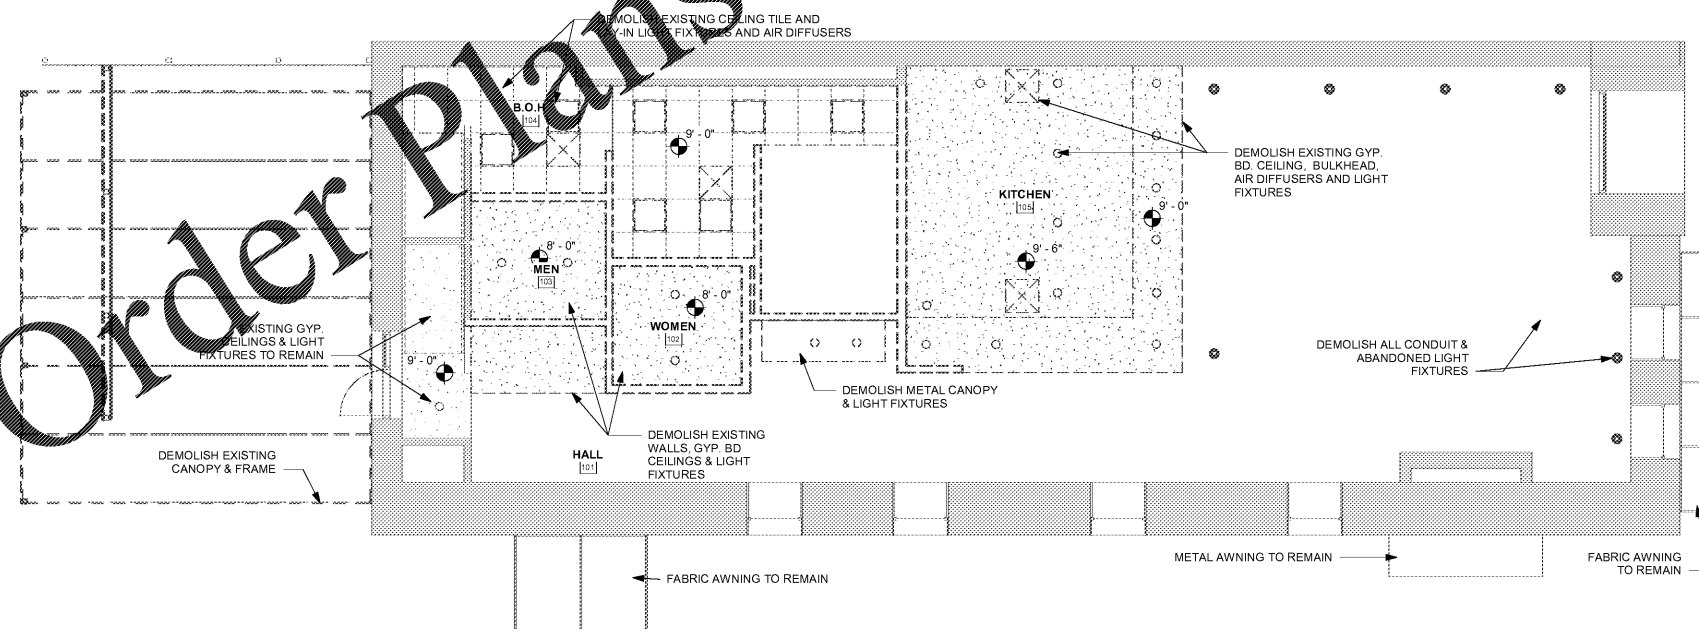 Order Plans
DEMOLISH EXISTING CEILING TILE AND
LAY-IN LIGHT FIXTURES AND AIR DIFFUSERS
B.O.H
104
9' - 0"
DEMOLISH EXISTING GYP.
BD. CEILING, BULKHEAD,
AIR DIFFUSERS AND LIGHT
FIXTURES
KITCHEN
105
9' - 0"
9' - 6"
8' - 0"
MEN
103
8' - 0"
WOMEN
102
EXISTING GYP.
CEILINGS & LIGHT
FIXTURES TO REMAIN
9' - 0"
DEMOLISH ALL CONDUIT &
ABANDONED LIGHT
FIXTURES
DEMOLISH METAL CANOPY
& LIGHT FIXTURES
DEMOLISH EXISTING
WALLS, GYP. BD
CEILINGS & LIGHT
FIXTURES
HALL
101
DEMOLISH EXISTING
CANOPY & FRAME
METAL AWNING TO REMAIN
FABRIC AWNING
TO REMAIN
FABRIC AWNING TO REMAIN